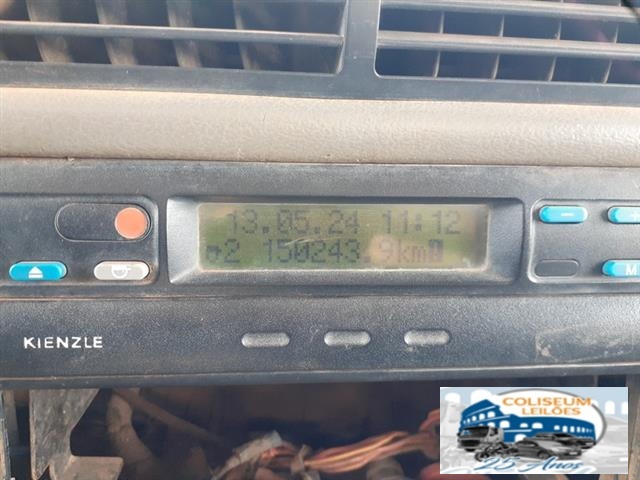 13.05.24 11:12
2 150243.9km
M
KIENZLE
COLISEUM
LEILÕES
25 Anos